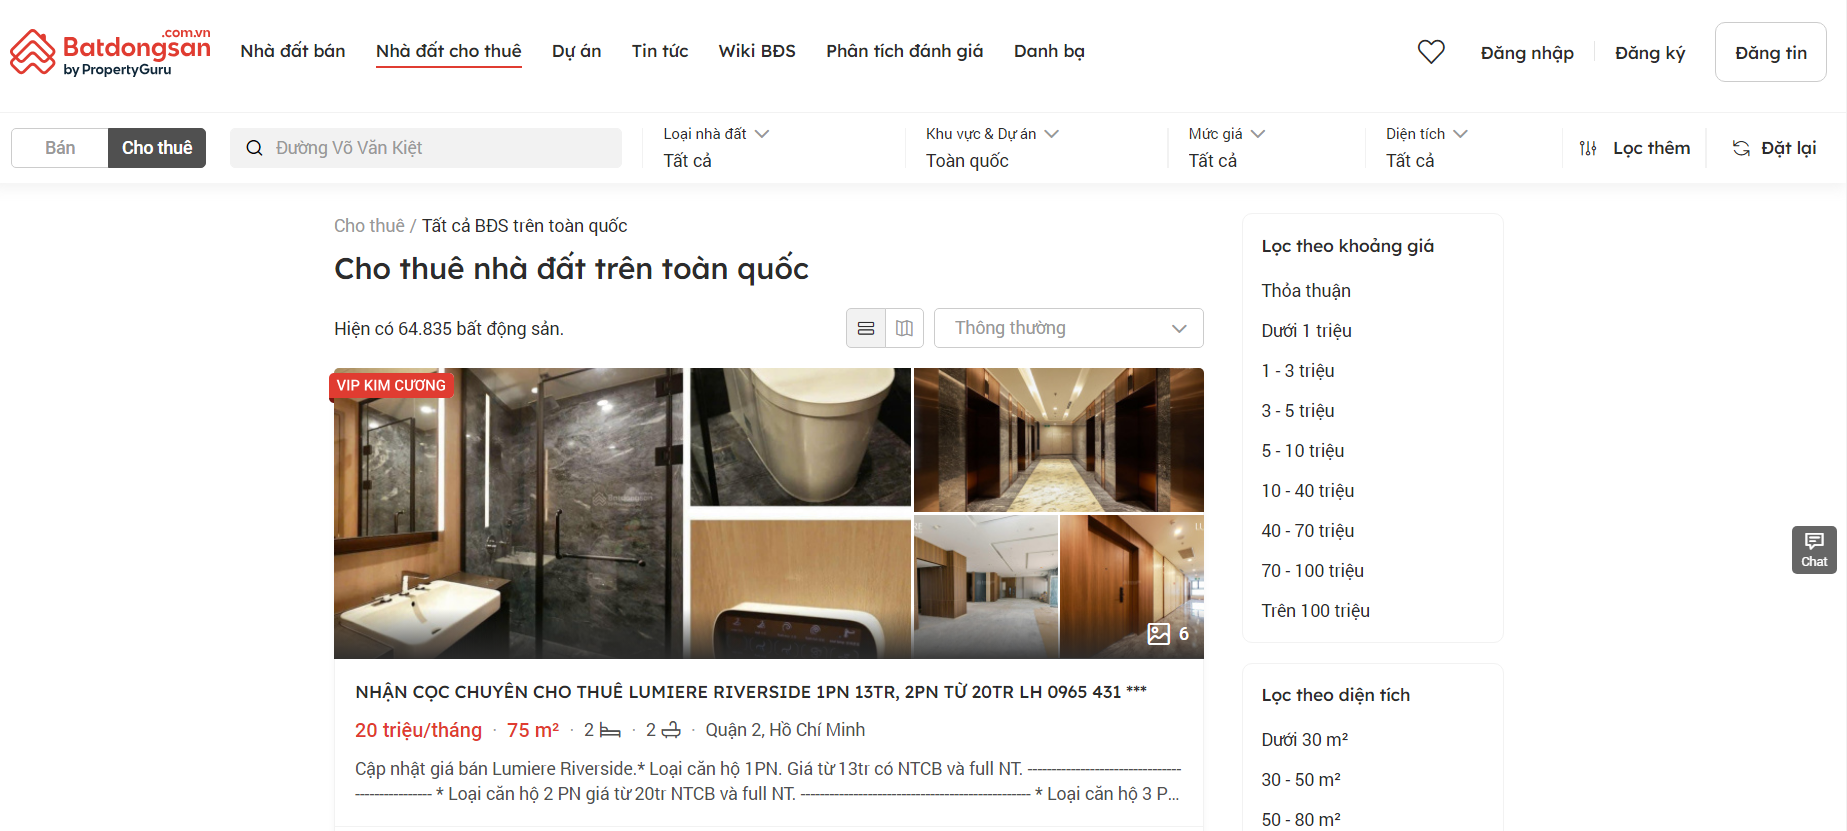 Batdongsan.com.vn
by PropertyGuru
Nhà đất bán
Nhà đất cho thuê
Dự án
Tin tức
Wiki BĐS
Phân tích đánh giá
Danh bạ
Đăng nhập
Đăng ký
Đăng tin
Bán
Cho thuê
Đường Võ Văn Kiệt
Loại nhà đất
Tất cả
Khu vực & Dự án
Toàn quốc
Mức giá
Tất cả
Diện tích
Tất cả
Lọc thêm
Đặt lại
Cho thuê / Tất cả BĐS trên toàn quốc
Cho thuê nhà đất trên toàn quốc
Hiện có 64.835 bất động sản.
Thông thường
VIP KIM CƯƠNG
Batdongsan
6
NHẬN CỌC CHUYÊN CHO THUÊ LUMIERE RIVERSIDE 1PN 13TR, 2PN TỪ 20TR LH 0965 431 ***
20 triệu/tháng · 75 m² · 2 · 2 · Quận 2, Hồ Chí Minh
Cập nhật giá bán Lumiere Riverside.* Loại căn hộ 1PN. Giá từ 13tr có NTCB và full NT. --------------------------------
---------------- * Loại căn hộ 2 PN giá từ 20tr NTCB và full NT. ------------------------------------------------ * Loại căn hộ 3 P...
Lọc theo khoảng giá
Thỏa thuận
Dưới 1 triệu
1 - 3 triệu
3 - 5 triệu
5 - 10 triệu
10 - 40 triệu
40 - 70 triệu
70 - 100 triệu
Trên 100 triệu
Lọc theo diện tích
Dưới 30 m²
30 - 50 m²
50 - 80 m²
Chat